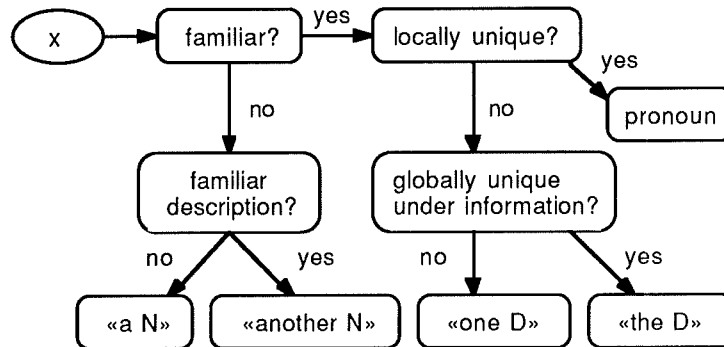 x
familiar?
yes
locally unique?
yes
no
no
pronoun
familiar
description?
globally unique
under information?
no
yes
no
yes
«a N»
«another N»
«one D»
«the D»